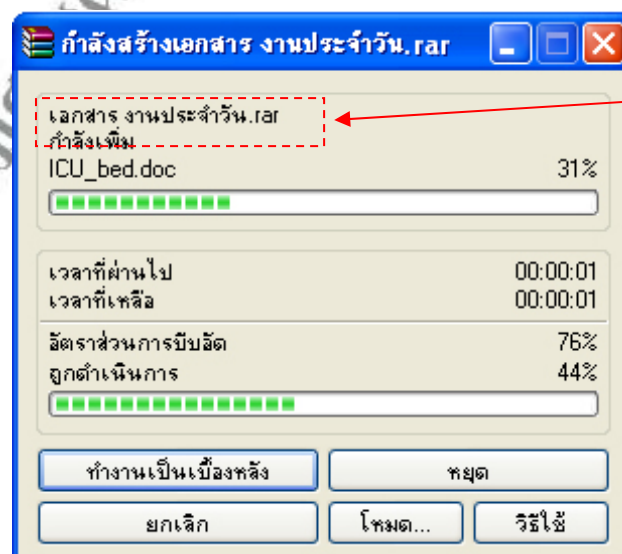 กำลังสร้างเอกสาร งานประจำวัน.rar
เอกสาร งานประจำวัน.rar
กำลังเพิ่ม
ICU_bed.doc 31%
เวลาที่ผ่านไป 00:00:01
เวลาที่เหลือ 00:00:01
อัตราส่วนการบีบอัด 76%
ถูกดำเนินการ 44%
ทำงานเป็นเบื้องหลัง หยุด
ยกเลิก โหมด... วิธีใช้